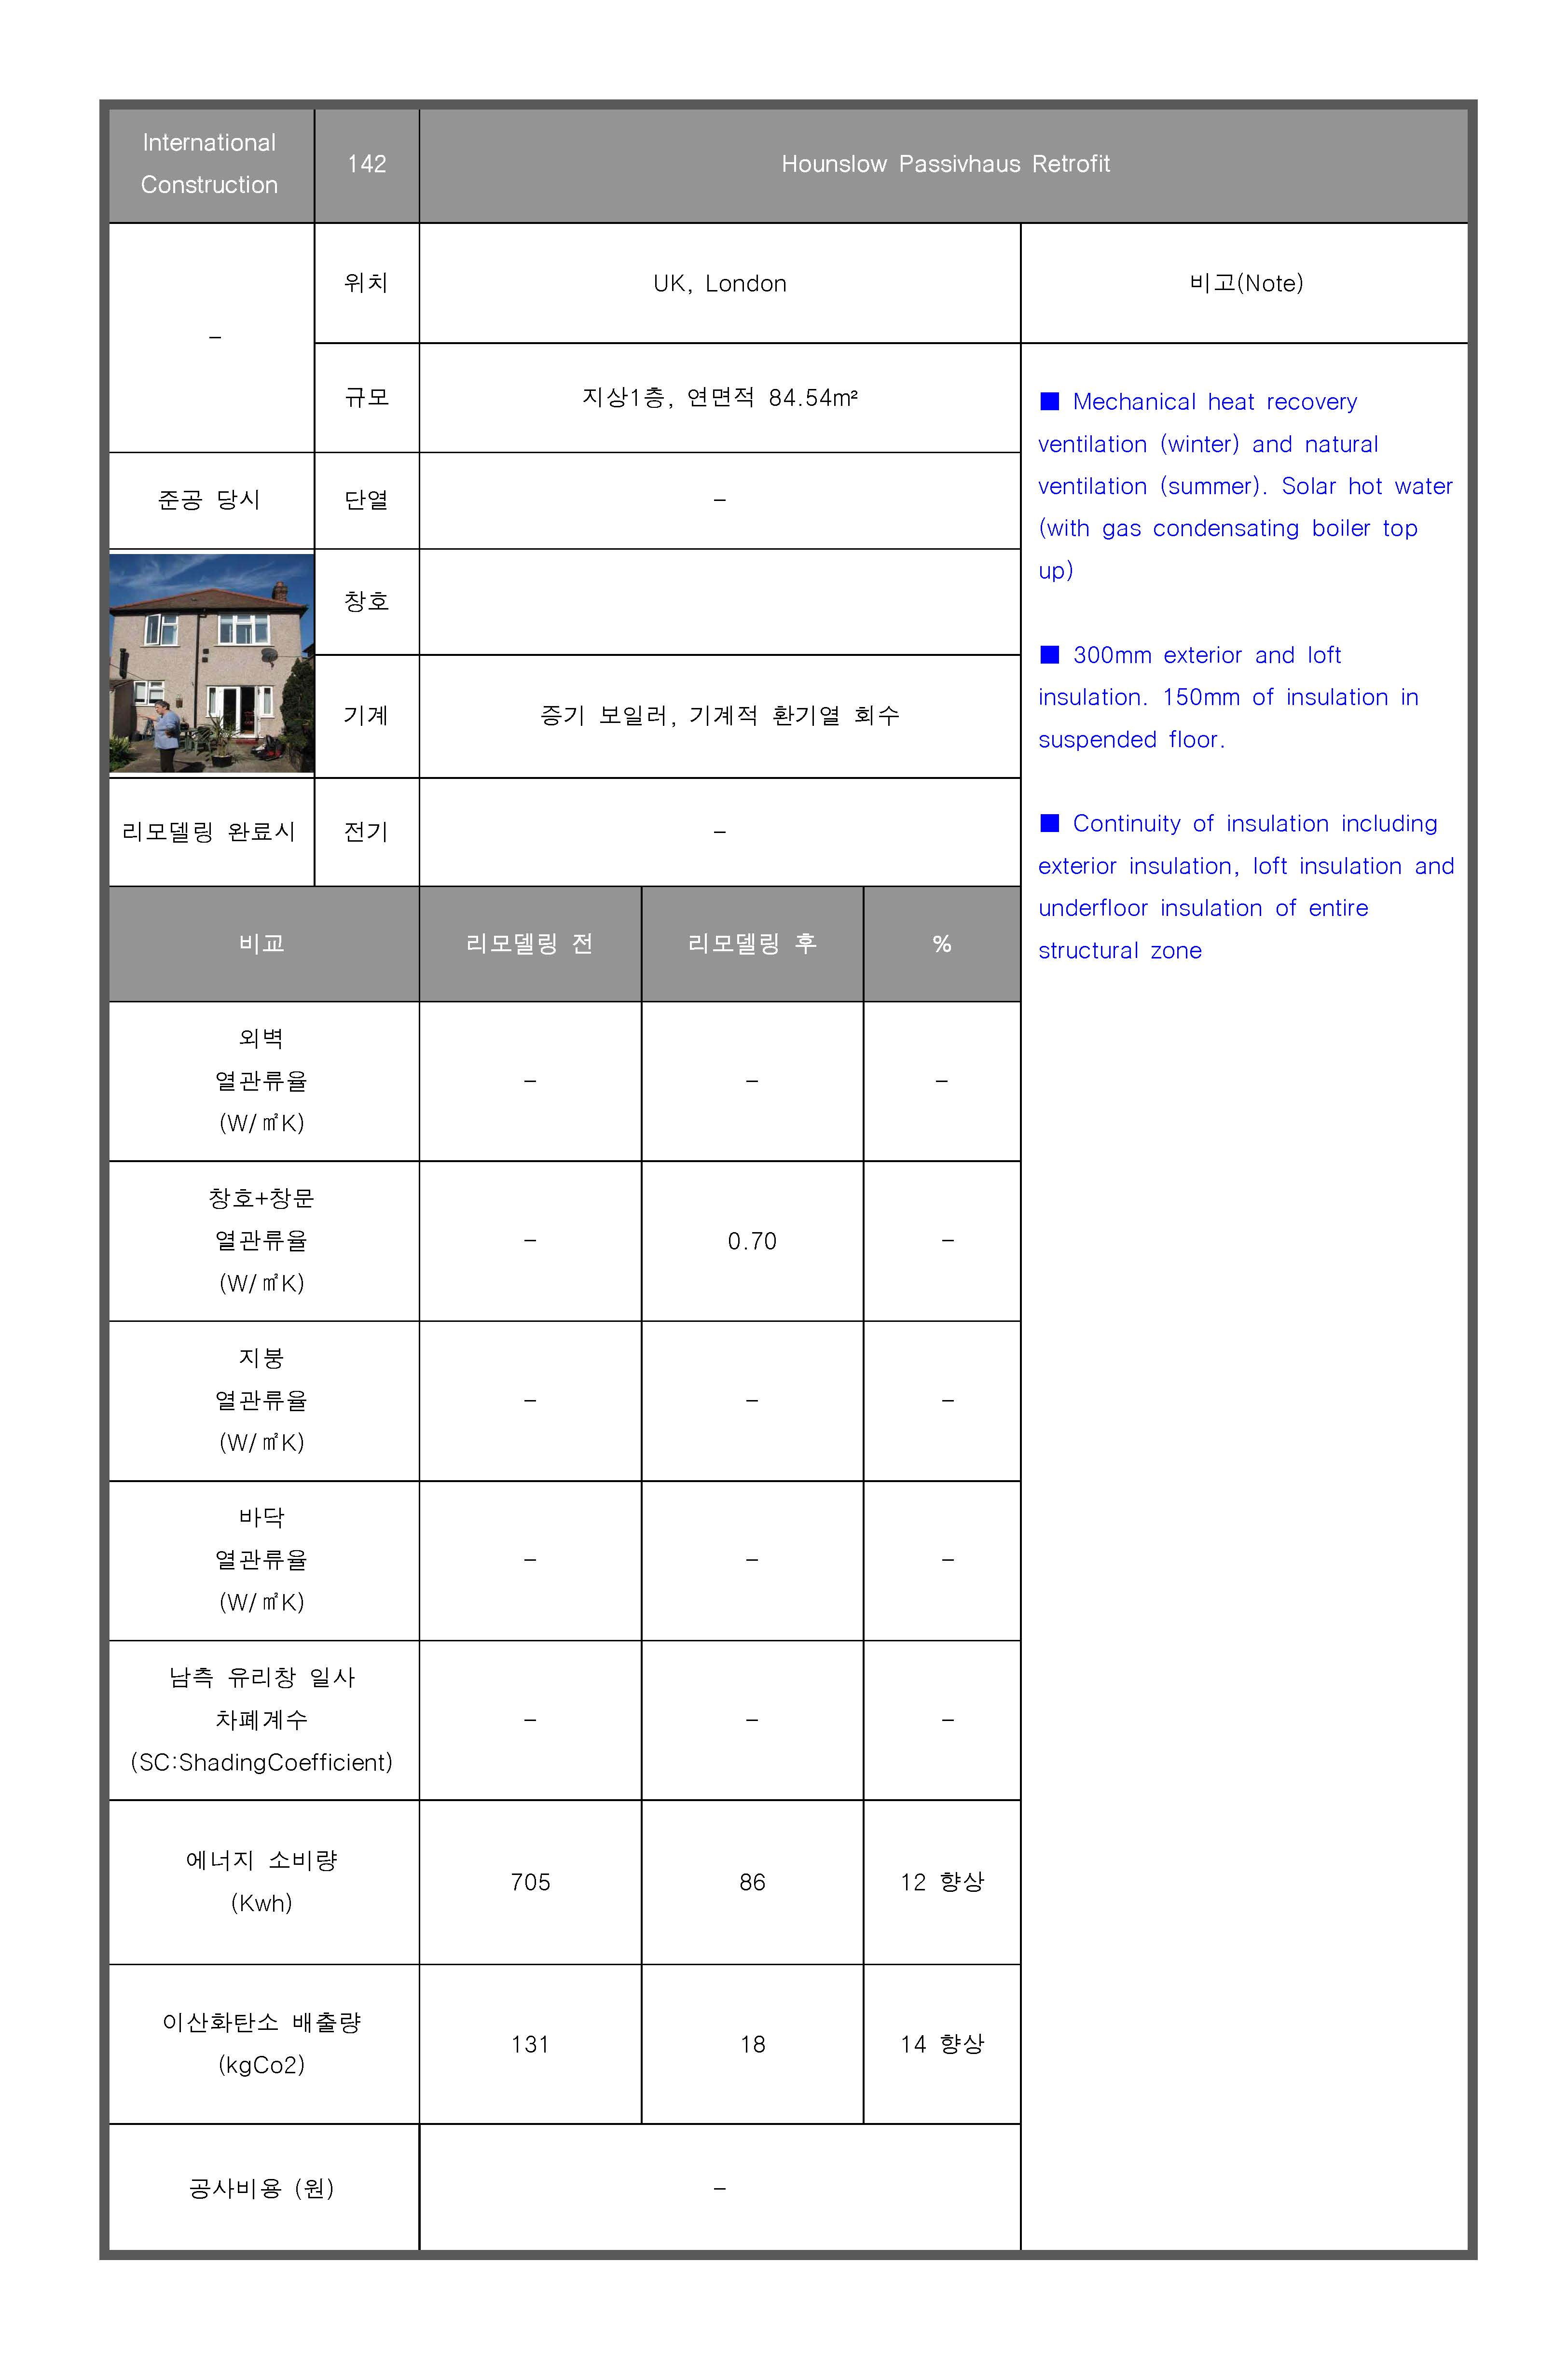 International
Construction
142
Hounslow Passivhaus Retrofit
-
위치
UK, London
비고(Note)
규모
지상1층, 연면적 84.54m²
■ Mechanical heat recovery
ventilation (winter) and natural
ventilation (summer). Solar hot water
(with gas condensating boiler top
up)
■ 300mm exterior and loft
insulation. 150mm of insulation in
suspended floor.
■ Continuity of insulation including
exterior insulation, loft insulation and
underfloor insulation of entire
structural zone
준공 당시
단열
-
창호
기계
증기 보일러, 기계적 환기열 회수
리모델링 완료시
전기
-
비교
리모델링 전
리모델링 후
%
외벽
열관류율
(W/㎡K)
-
-
-
창호+창문
열관류율
(W/㎡K)
-
0.70
-
지붕
열관류율
(W/㎡K)
-
-
-
바닥
열관류율
(W/㎡K)
-
-
-
남측 유리창 일사
차폐계수
(SC:ShadingCoefficient)
-
-
-
에너지 소비량
(Kwh)
705
86
12 향상
이산화탄소 배출량
(kgCo2)
131
18
14 향상
공사비용 (원)
-